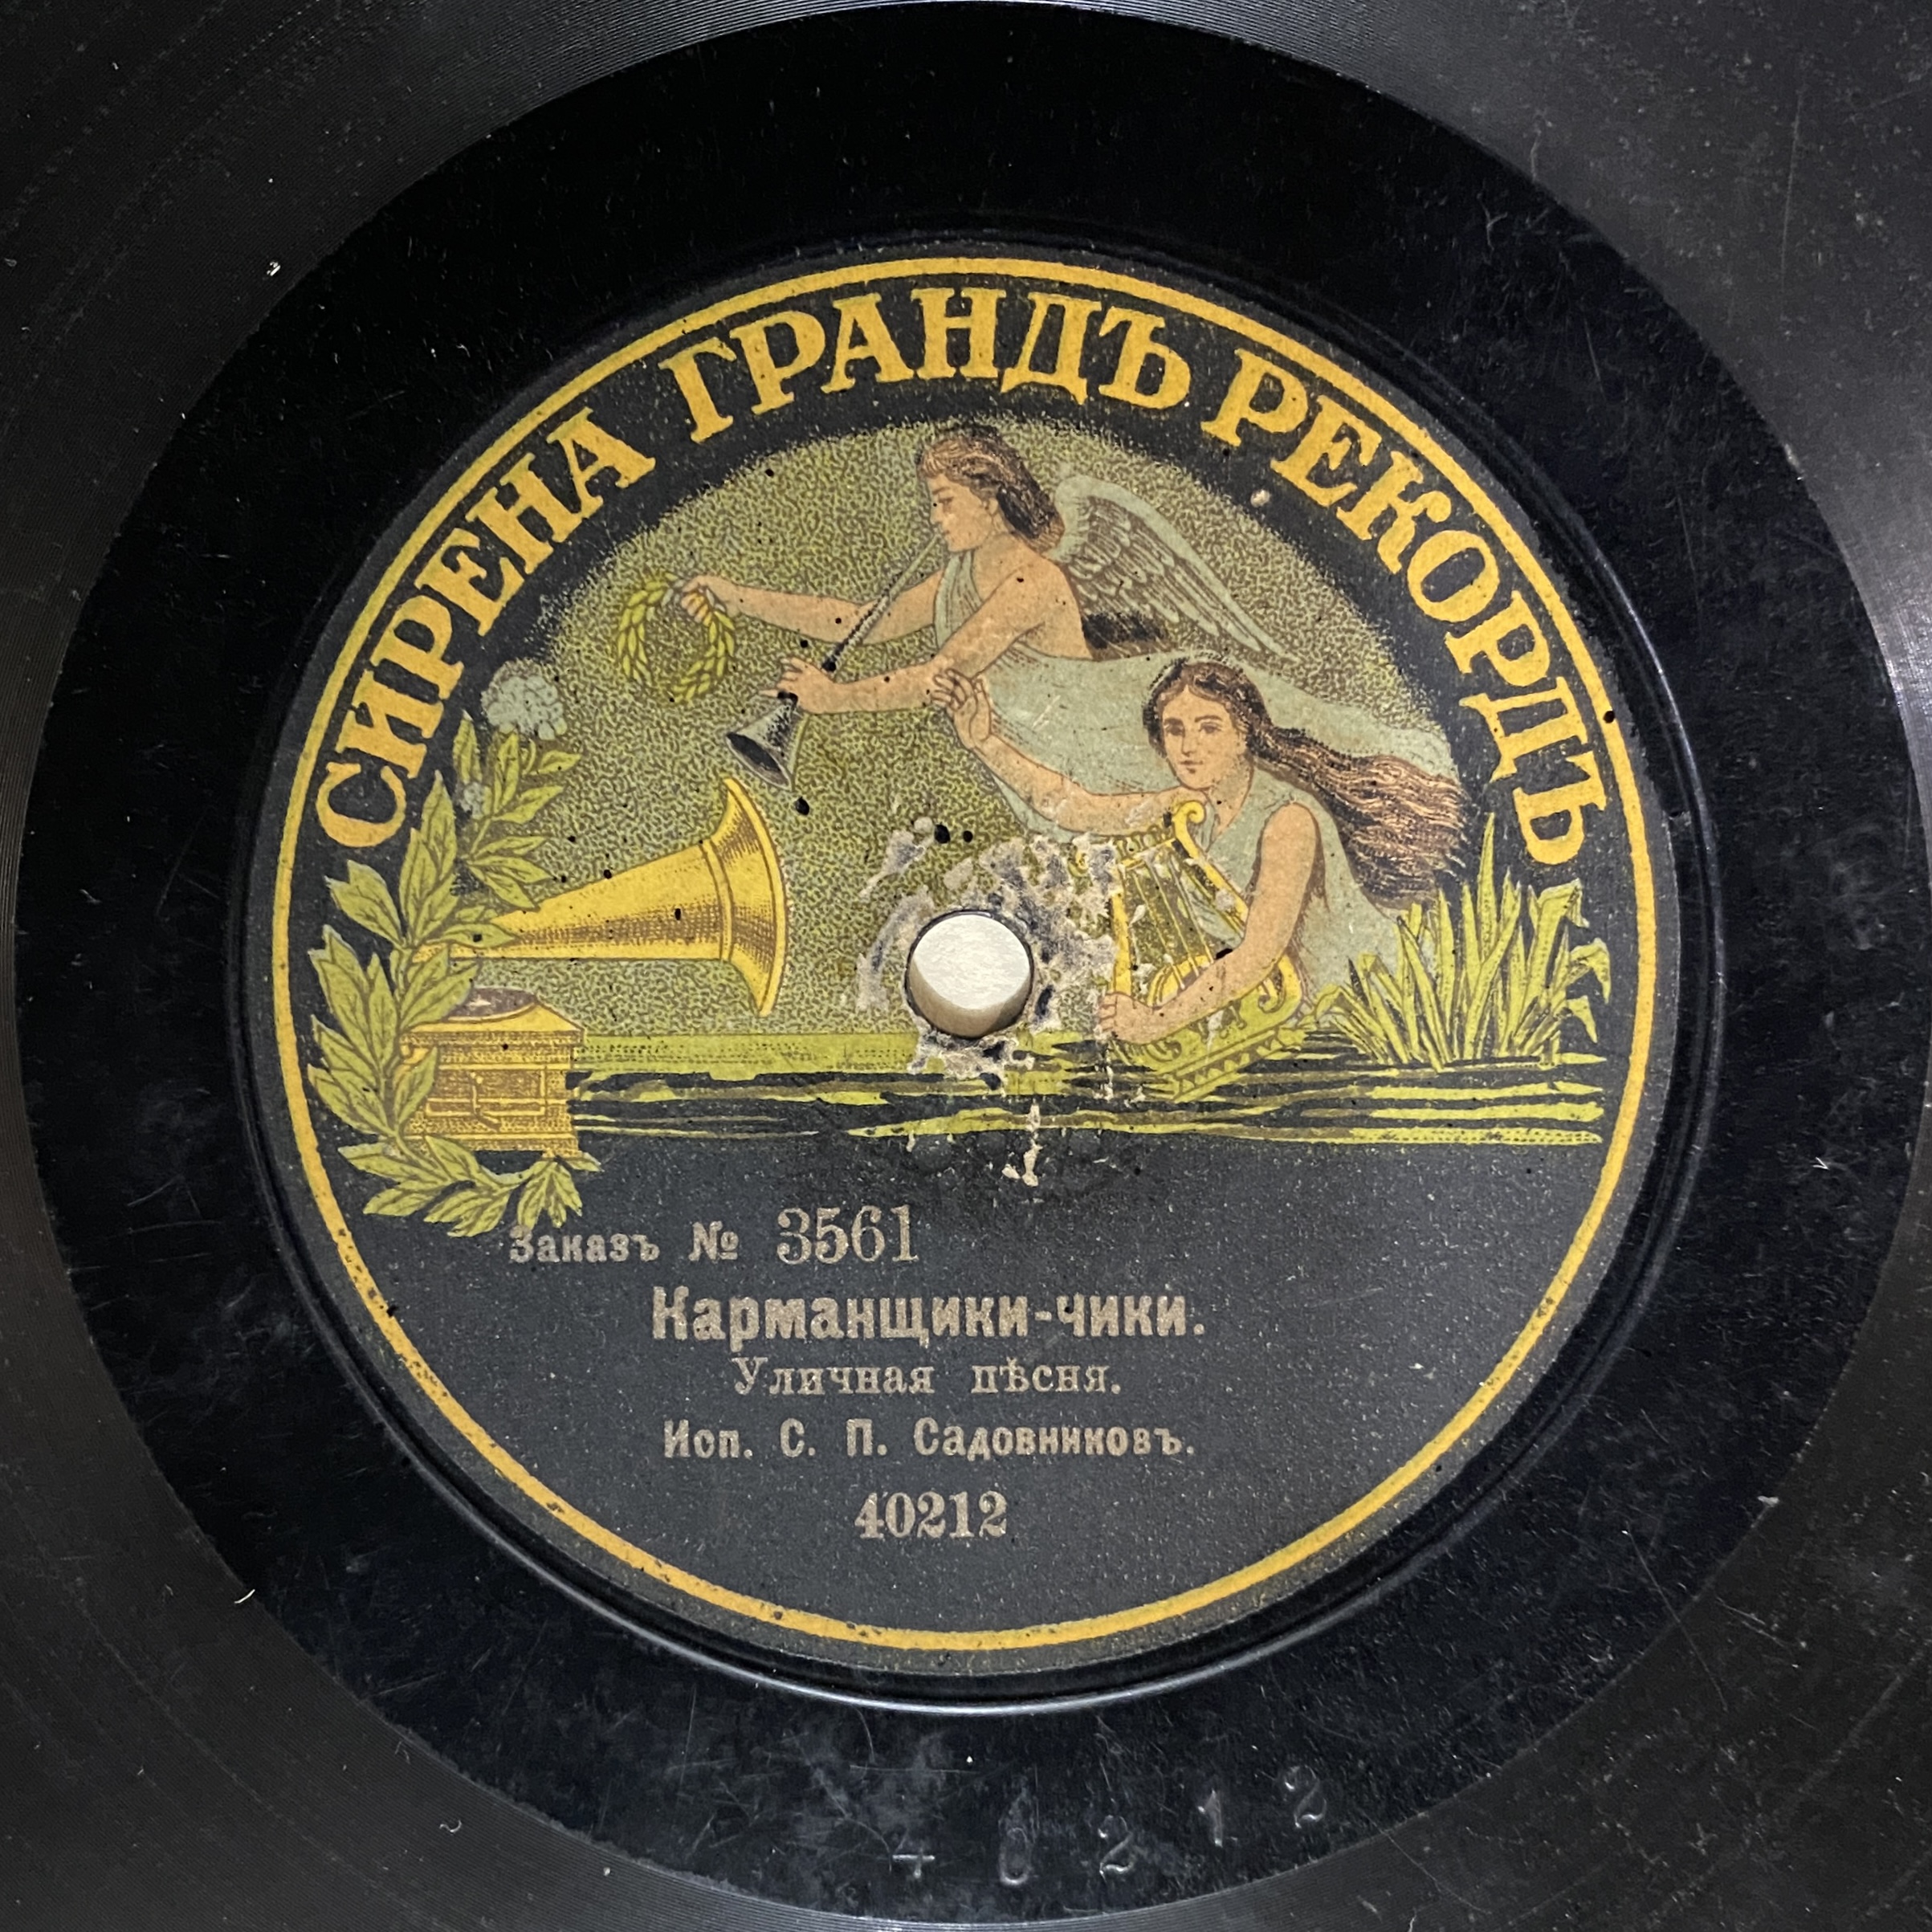 СИРЕНА ГРАНДЪ РЕКОРДЪ
Заказъ № 3561
Карманщики-чики.
Уличная пѣсня.
Исп. С. П. Садовниковъ.
40212
40212